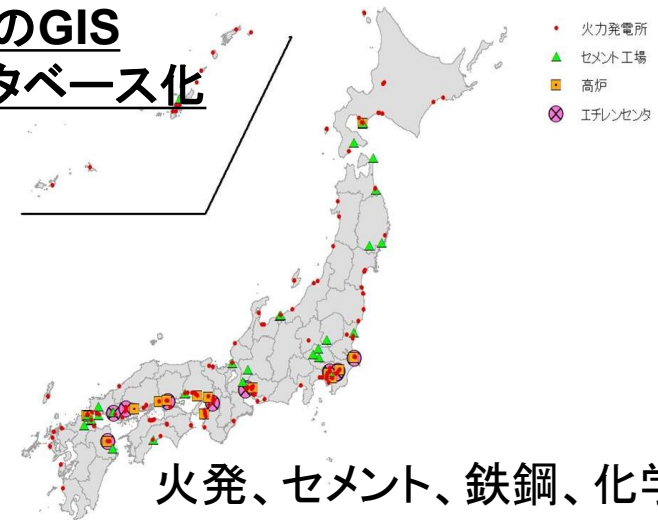 のGIS
タベース化
火力発電所
セメント工場
高炉
エチレンセンタ
火発、セメント、鉄鋼、化学